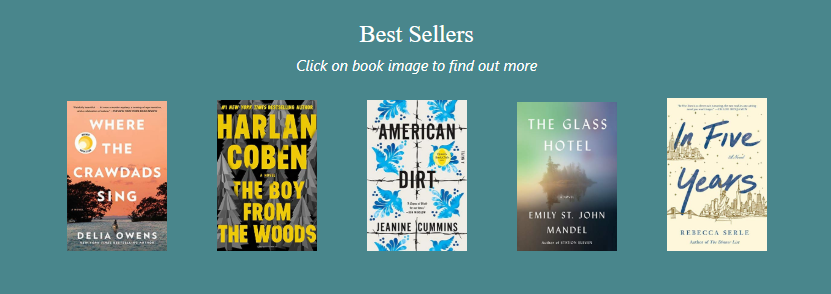 Best Sellers
Click on book image to find out more
WHERE
THE
CRAWDADS
SING
DELIA OWENS
#1 NEW YORK TIMES BESTSELLING AUTHOR
HARLAN
COBEN
A NOVEL
THE BOY
FROM
THE WOODS
AMERICAN
DIRT
JEANINE CUMMINS
THE GLASS
HOTEL
EMILY ST. JOHN
MANDEL
Author of STATION ELEVEN
In Five
Years
REBECCA SERLE
Author of The Dinner List